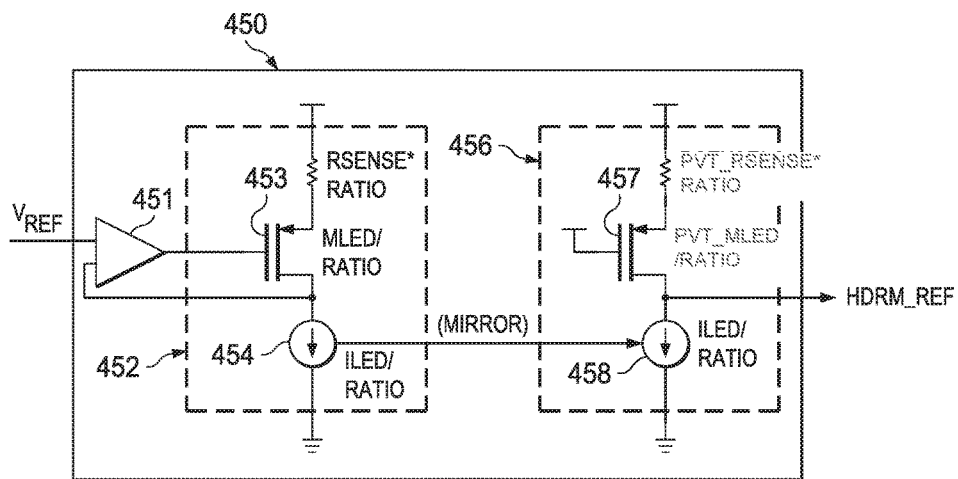 450
456
453
RSENSE*
RATIO
457
PVT_RSENSE*
RATIO
451
VREF
MLED/
RATIO
PVT_MLED
/RATIO
HDRM_REF
(MIRROR)
452
454
ILED/
RATIO
458
ILED/
RATIO